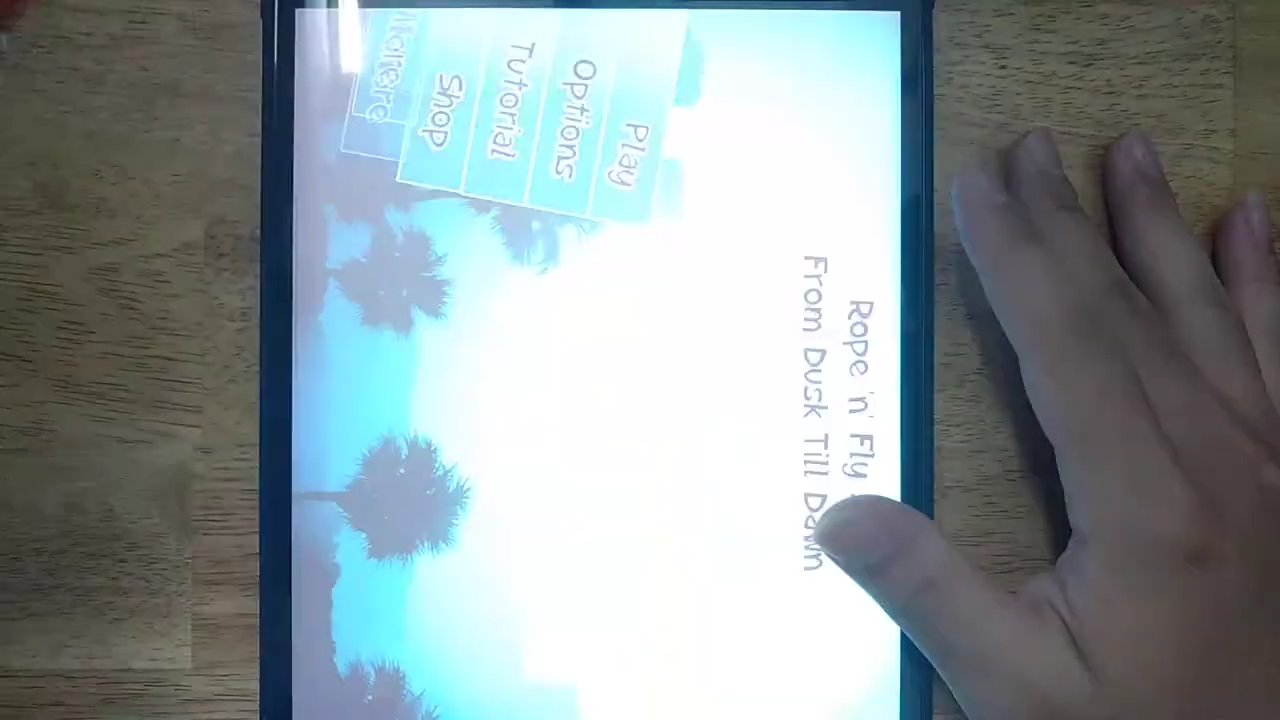 Rope 'n' Fly
From Dusk Till Dawn
Play
Options
Tutorial
Shop